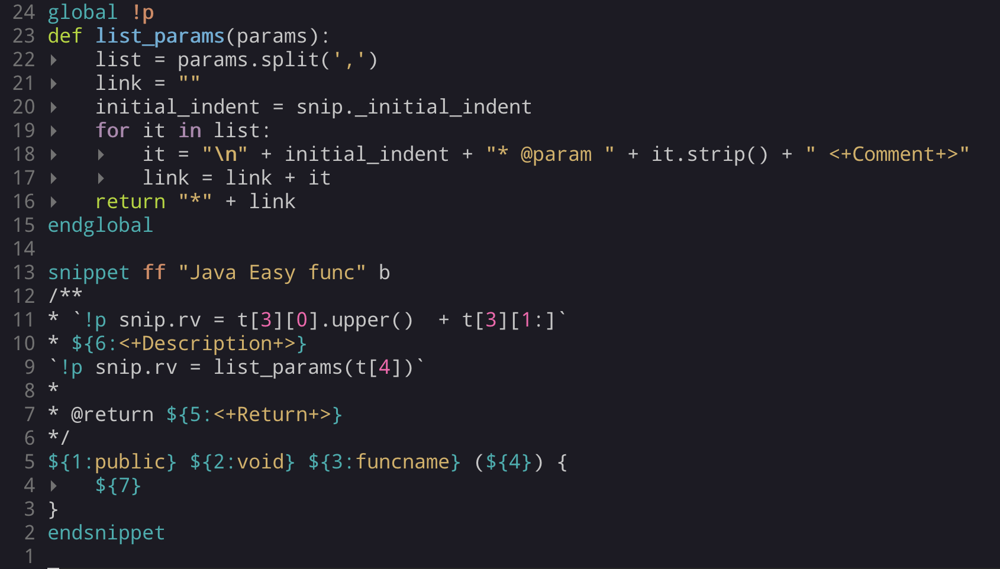 24 global !p
23 def list_params(params):
22     list = params.split(',')
21     link = ""
20     initial_indent = snip._initial_indent
19     for it in list:
18         it = "\n" + initial_indent + "* @param " + it.strip() + " <+Comment+>"
17         link = link + it
16     return "*" + link
15 endglobal
14
13 snippet ff "Java Easy func" b
12 /**
11 * `!p snip.rv = t[3][0].upper()  + t[3][1:]`
10 * ${6:<+Description+>}
9 `!p snip.rv = list_params(t[4])`
8 *
7 * @return ${5:<+Return+>}
6 */
5 ${1:public} ${2:void} ${3:funcname} (${4}) {
4     ${7}
3 }
2 endsnippet
1